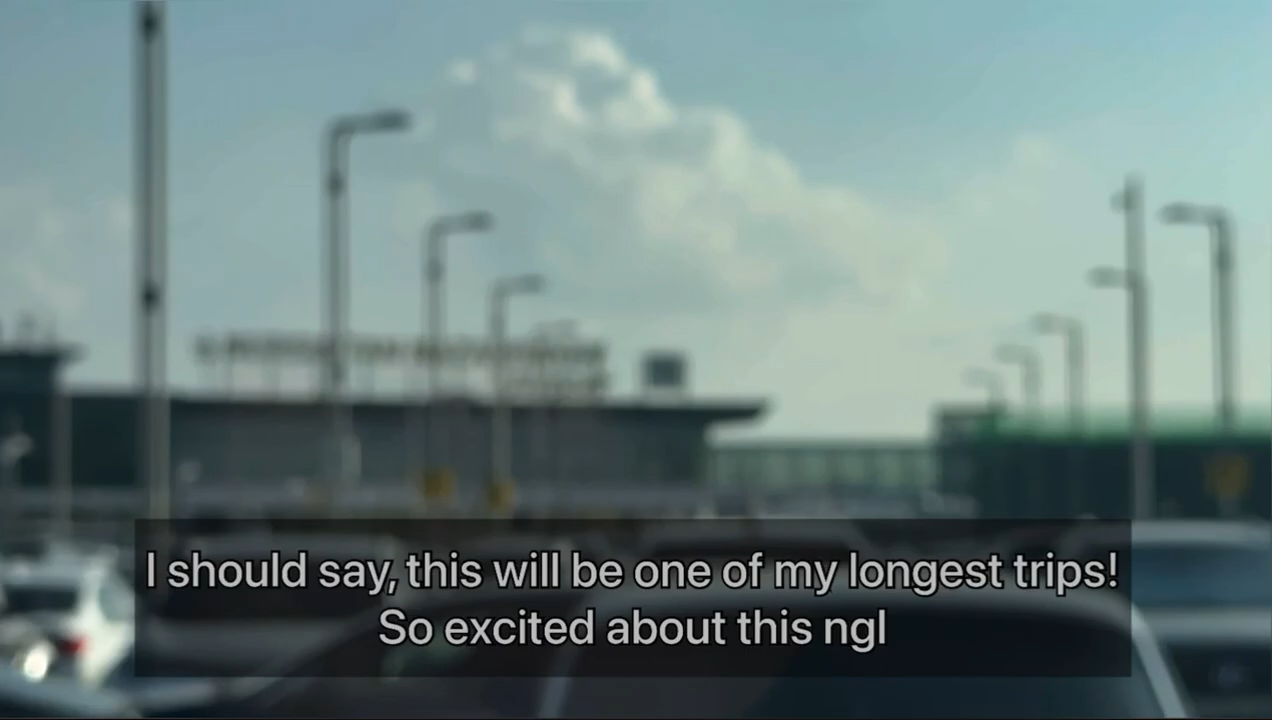 I should say, this will be one of my longest trips!
So excited about this ngl